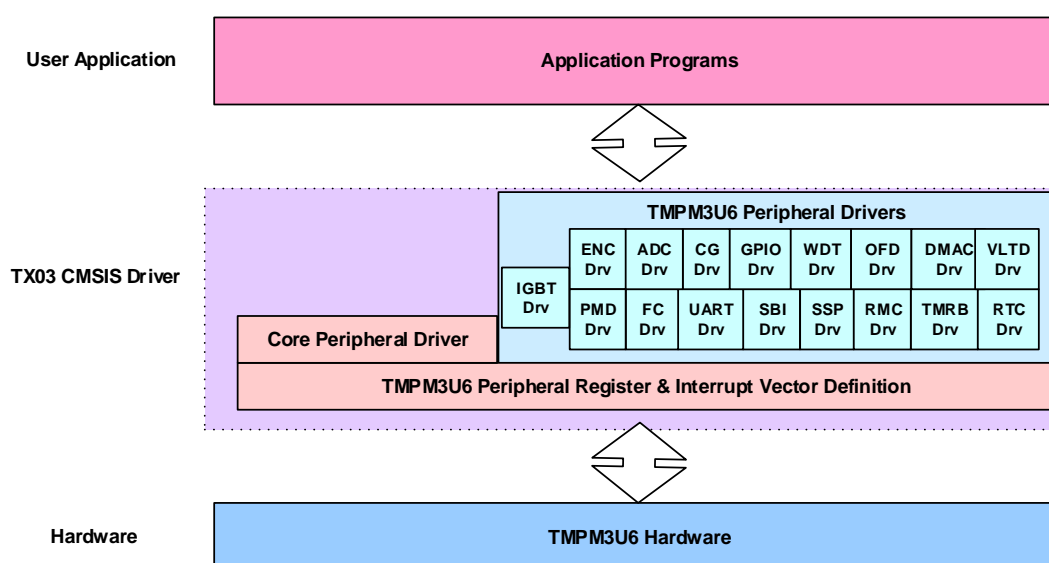 User Application
Application Programs
TX03 CMSIS Driver
TMPM3U6 Peripheral Drivers
IGBT
Drv
ENC
Drv
ADC
Drv
CG
Drv
GPIO
Drv
WDT
Drv
OFD
Drv
DMAC
Drv
VLTD
Drv
PMD
Drv
FC
Drv
UART
Drv
SBI
Drv
SSP
Drv
RMC
Drv
TMRB
Drv
RTC
Drv
Core Peripheral Driver
TMPM3U6 Peripheral Register & Interrupt Vector Definition
Hardware
TMPM3U6 Hardware